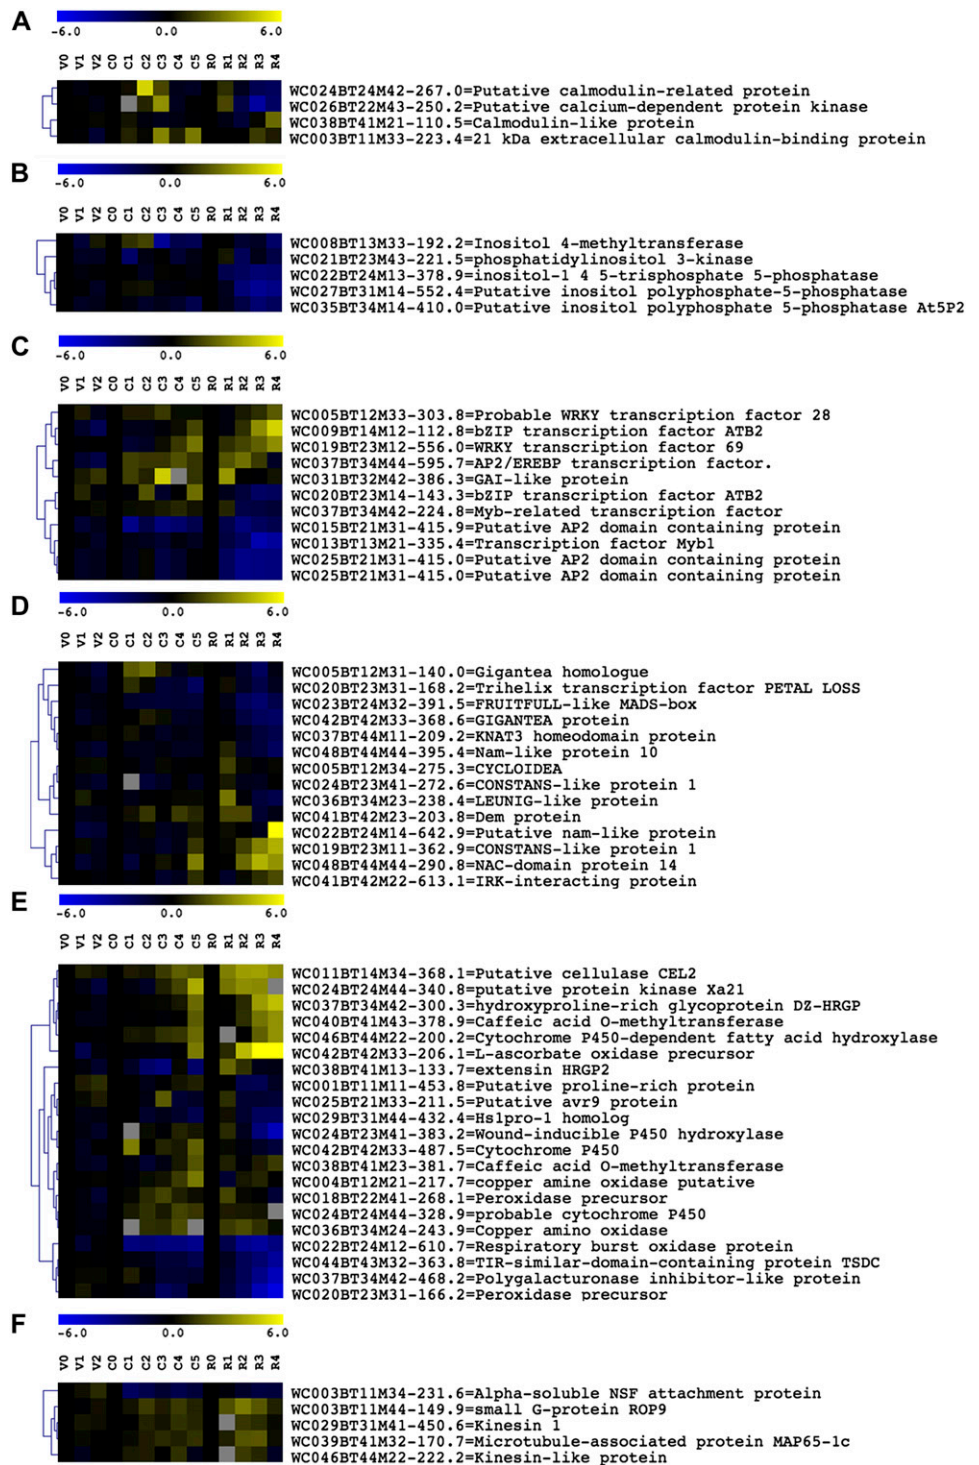 A
-6.0 0.0 6.0
V0 V1 V2 C0 C1 C2 C3 C4 C5 R0 R1 R2 R3 R4
WC024BT24M42-267.0=Putative calmodulin-related protein
WC026BT22M43-250.2=Putative calcium-dependent protein kinase
WC038BT41M21-110.5=Calmodulin-like protein
WC003BT11M33-223.4=21 kDa extracellular calmodulin-binding protein
B
-6.0 0.0 6.0
V0 V1 V2 C0 C1 C2 C3 C4 C5 R0 R1 R2 R3 R4
WC008BT13M33-192.2=Inositol 4-methyltransferase
WC021BT23M43-221.5=phosphatidylinositol 3-kinase
WC022BT24M13-378.9=inositol-1 4 5-trisphosphate 5-phosphatase
WC027BT31M14-552.4=Putative inositol polyphosphate-5-phosphatase
WC035BT34M14-410.0=Putative inositol polyphosphate 5-phosphatase At5P2
C
-6.0 0.0 6.0
V0 V1 V2 C0 C1 C2 C3 C4 C5 R0 R1 R2 R3 R4
WC005BT12M33-303.8=Probable WRKY transcription factor 28
WC009BT14M12-112.8=bZIP transcription factor ATB2
WC019BT23M12-556.0=WRKY transcription factor 69
WC037BT34M44-595.7=AP2/EREBP transcription factor.
WC031BT32M42-386.3=GAI-like protein
WC020BT23M14-143.3=bZIP transcription factor ATB2
WC037BT34M42-224.8=Myb-related transcription factor
WC015BT21M31-415.9=Putative AP2 domain containing protein
WC013BT13M21-335.4=Transcription factor Myb1
WC025BT21M31-415.0=Putative AP2 domain containing protein
WC025BT21M31-415.0=Putative AP2 domain containing protein
D
-6.0 0.0 6.0
V0 V1 V2 C0 C1 C2 C3 C4 C5 R0 R1 R2 R3 R4
WC005BT12M31-140.0=Gigantea homologue
WC020BT23M31-168.2=Trihelix transcription factor PETAL LOSS
WC023BT24M32-391.5=FRUITFULL-like MADS-box
WC042BT42M33-368.6=GIGANTEA protein
WC037BT44M11-209.2=KNAT3 homeodomain protein
WC048BT44M44-395.4=Nam-like protein 10
WC005BT12M34-275.3=CYCLOIDEA
WC024BT23M41-272.6=CONSTANS-like protein 1
WC036BT34M23-238.4=LEUNIG-like protein
WC041BT42M23-203.8=Dem protein
WC022BT24M14-642.9=Putative nam-like protein
WC019BT23M11-362.9=CONSTANS-like protein 1
WC048BT44M44-290.8=NAC-domain protein 14
WC041BT42M22-613.1=IRK-interacting protein
E
-6.0 0.0 6.0
V0 V1 V2 C0 C1 C2 C3 C4 C5 R0 R1 R2 R3 R4
WC011BT14M34-368.1=Putative cellulase CEL2
WC024BT24M44-340.8=putative protein kinase Xa21
WC037BT34M42-300.3=hydroxyproline-rich glycoprotein DZ-HRGP
WC040BT41M43-378.9=Caffeic acid O-methyltransferase
WC046BT44M22-200.2=Cytochrome P450-dependent fatty acid hydroxylase
WC042BT42M33-206.1=L-ascorbate oxidase precursor
WC038BT41M13-133.7=extensin HRGP2
WC001BT11M11-453.8=Putative proline-rich protein
WC025BT21M33-211.5=Putative avr9 protein
WC029BT31M44-432.4=Hs1pro-1 homolog
WC024BT23M41-383.2=Wound-inducible P450 hydroxylase
WC042BT42M33-487.5=Cytochrome P450
WC038BT41M23-381.7=Caffeic acid O-methyltransferase
WC004BT12M21-217.7=copper amine oxidase putative
WC018BT22M41-268.1=Peroxidase precursor
WC024BT24M44-328.9=probable cytochrome P450
WC036BT34M24-243.9=Copper amino oxidase
WC022BT24M12-610.7=Respiratory burst oxidase protein
WC044BT43M32-363.8=TIR-similar-domain-containing protein TSDC
WC037BT34M42-468.2=Polygalacturonase inhibitor-like protein
WC020BT23M31-166.2=Peroxidase precursor
F
-6.0 0.0 6.0
V0 V1 V2 C0 C1 C2 C3 C4 C5 R0 R1 R2 R3 R4
WC003BT11M34-231.6=Alpha-soluble NSF attachment protein
WC003BT11M44-149.9=small G-protein ROP9
WC029BT31M41-450.6=Kinesin 1
WC039BT41M32-170.7=Microtubule-associated protein MAP65-1c
WC046BT44M22-222.2=Kinesin-like protein